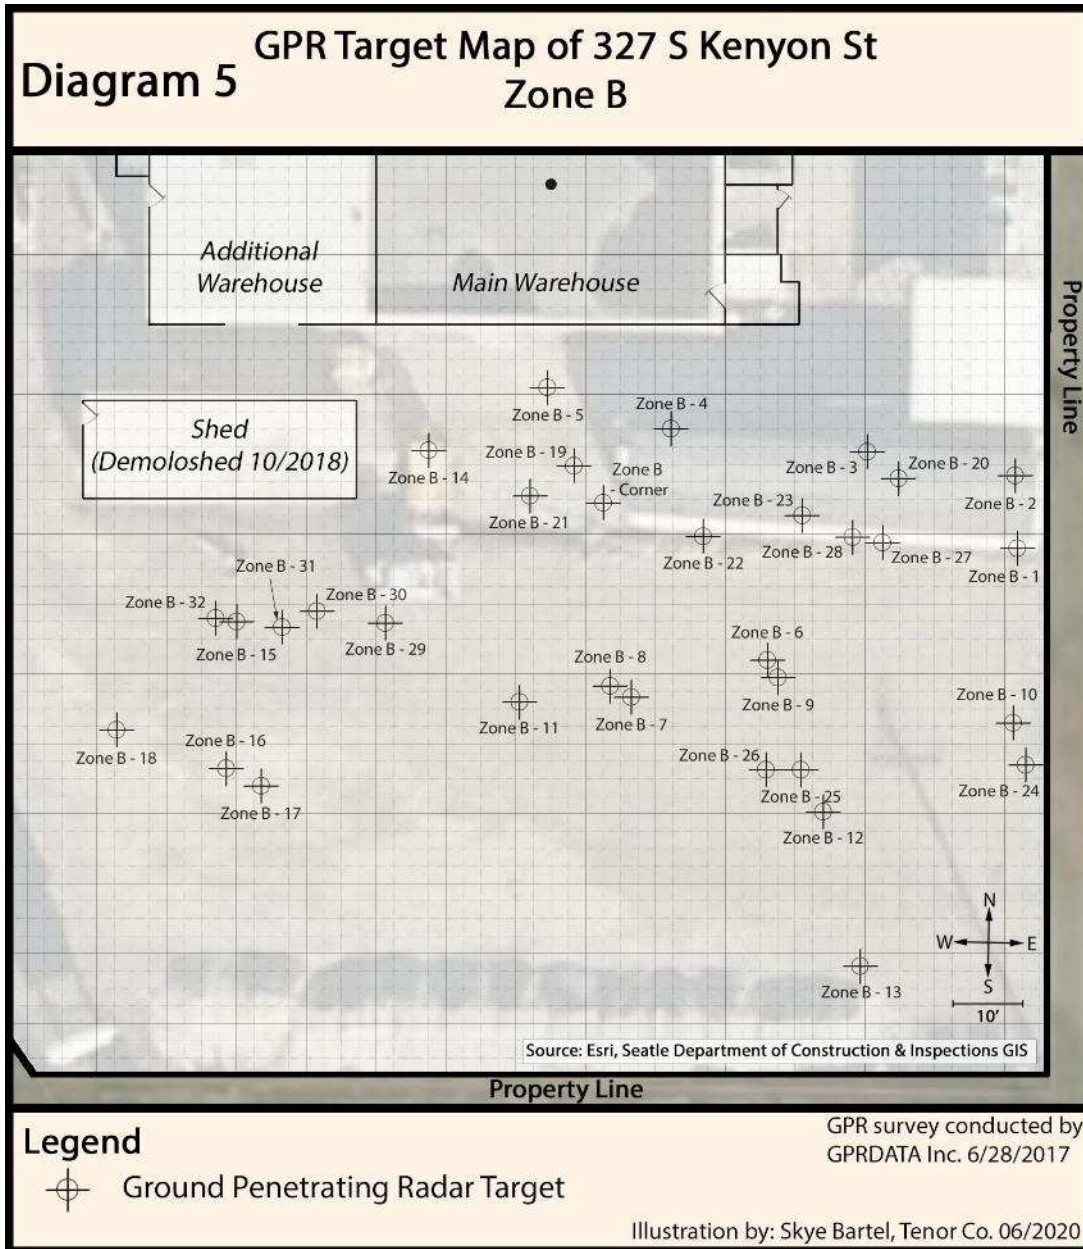 Diagram 5
GPR Target Map of 327 S Kenyon St
Zone B
Additional
Warehouse
Main Warehouse
Property Line
Shed
(Demoloshed 10/2018)
Zone B - 5
Zone B - 4
Zone B - 14
Zone B - 19
Zone B
- Corner
Zone B - 3
Zone B - 20
Zone B - 2
Zone B - 21
Zone B - 23
Zone B - 22
Zone B - 28
Zone B - 27
Zone B - 1
Zone B - 31
Zone B - 32
Zone B - 30
Zone B - 15
Zone B - 29
Zone B - 6
Zone B - 8
Zone B - 9
Zone B - 10
Zone B - 11
Zone B - 7
Zone B - 18
Zone B - 16
Zone B - 26
Zone B - 24
Zone B - 25
Zone B - 17
Zone B - 12
N
W
E
S
10'
Zone B - 13
Source: Esri, Seatle Department of Construction & Inspections GIS
Property Line
Legend
Ground Penetrating Radar Target
GPR survey conducted by
GPRDATA Inc. 6/28/2017
Illustration by: Skye Bartel, Tenor Co. 06/2020